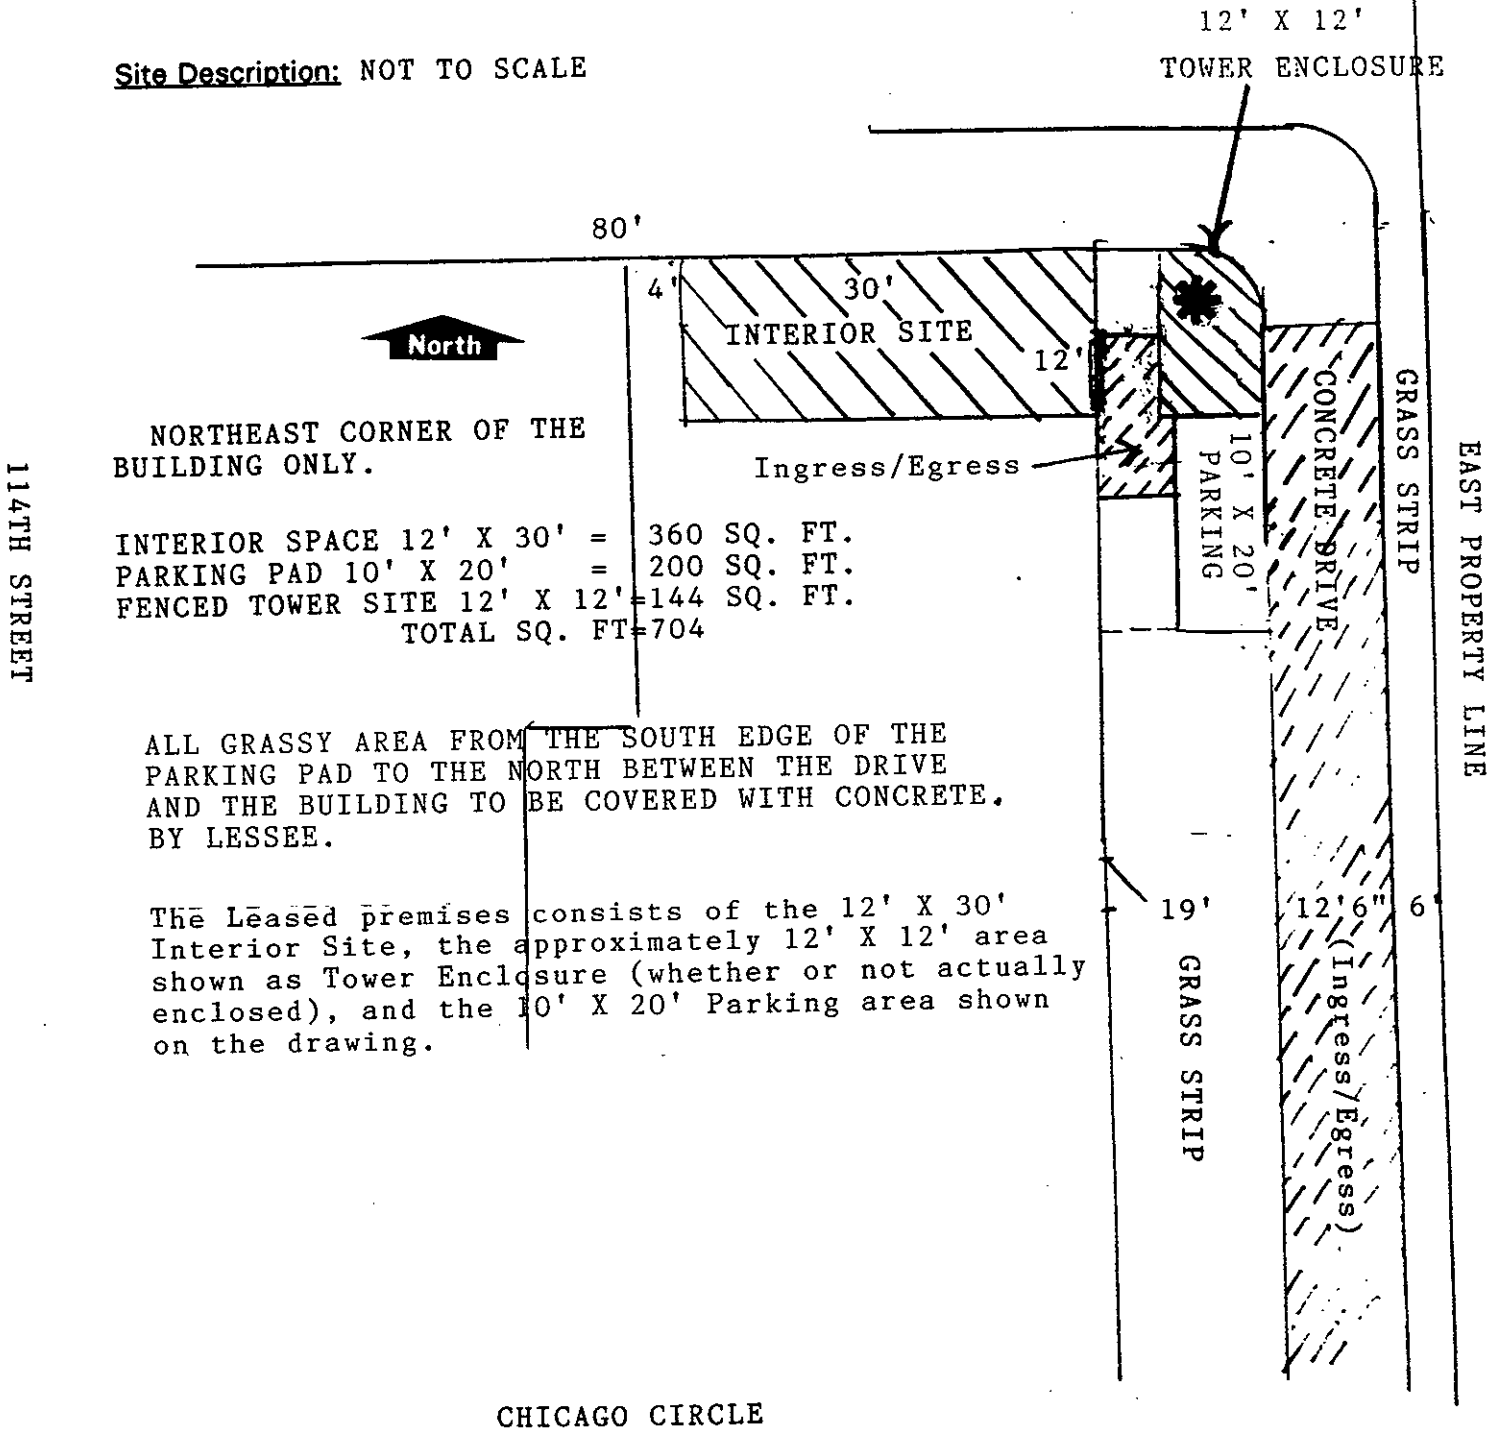 12' X 12'
TOWER ENCLOSURE
Site Description: NOT TO SCALE
80'
4'
30'
INTERIOR SITE
12'
North
NORTHEAST CORNER OF THE
BUILDING ONLY.
Ingress/Egress
10' X 20'
PARKING
CONCRETE DRIVE
GRASS STRIP
EAST PROPERTY LINE
114TH STREET
INTERIOR SPACE 12' X 30' = 360 SQ. FT.
PARKING PAD 10' X 20' = 200 SQ. FT.
FENCED TOWER SITE 12' X 12'=144 SQ. FT.
TOTAL SQ. FT=704
ALL GRASSY AREA FROM THE SOUTH EDGE OF THE
PARKING PAD TO THE NORTH BETWEEN THE DRIVE
AND THE BUILDING TO BE COVERED WITH CONCRETE.
BY LESSEE.
The Leased premises consists of the 12' X 30'
Interior Site, the approximately 12' X 12' area
shown as Tower Enclosure (whether or not actually
enclosed), and the 10' X 20' Parking area shown
on the drawing.
19'
12'6"
6'
GRASS STRIP
(Ingress/Egress)
CHICAGO CIRCLE